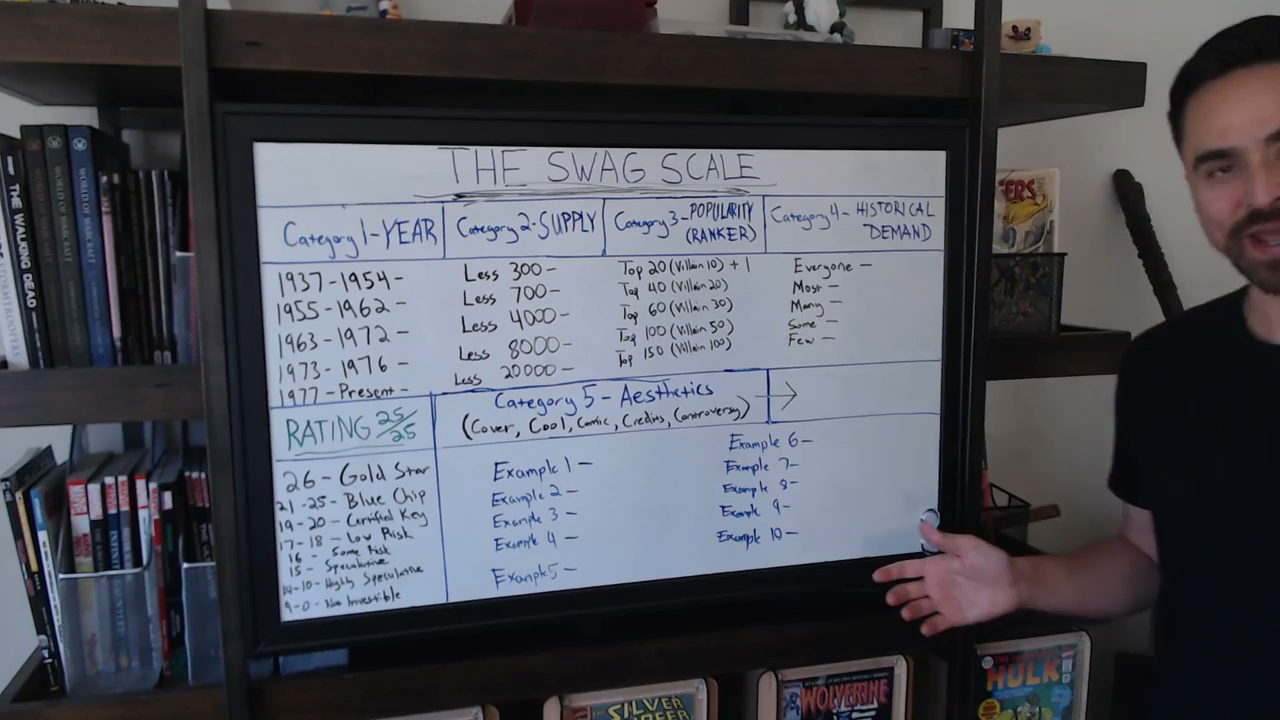 THE SWAG SCALE
Category 1-YEAR
1937-1954-
1955-1962-
1963-1972-
1973-1976-
1977-Present-
Category 2-SUPPLY
Less 300-
Less 700-
Less 4000-
Less 8000-
Less 20000-
Category 3-POPULARITY
(RANKER)
Top 20 (Villain 10) + 1
Top 40 (Villain 20)
Top 60 (Villain 30)
Top 100 (Villain 50)
Top 150 (Villain 100)
Category 4- HISTORICAL
DEMAND
Everyone -
Most -
Many -
Some -
Few -
RATING 25/25
26 - Gold Star
21-25- Blue Chip
19-20- Certified Key
17-18 - Low Risk
16 - Some Risk
15 - Speculative
14-10- Highly Speculative
9-0- Not Investible
Category 5 - Aesthetics
(Cover, Cool, Comic, Credits, Controversy)
Example 1 -
Example 2 -
Example 3 -
Example 4 -
Example 5 -
Example 6-
Example 7-
Example 8-
Example 9-
Example 10-
THE WALKING DEAD
WORLD OF WARCRAFT
WORLD OF WARCRAFT
SILVER
WOLVERINE
HULK